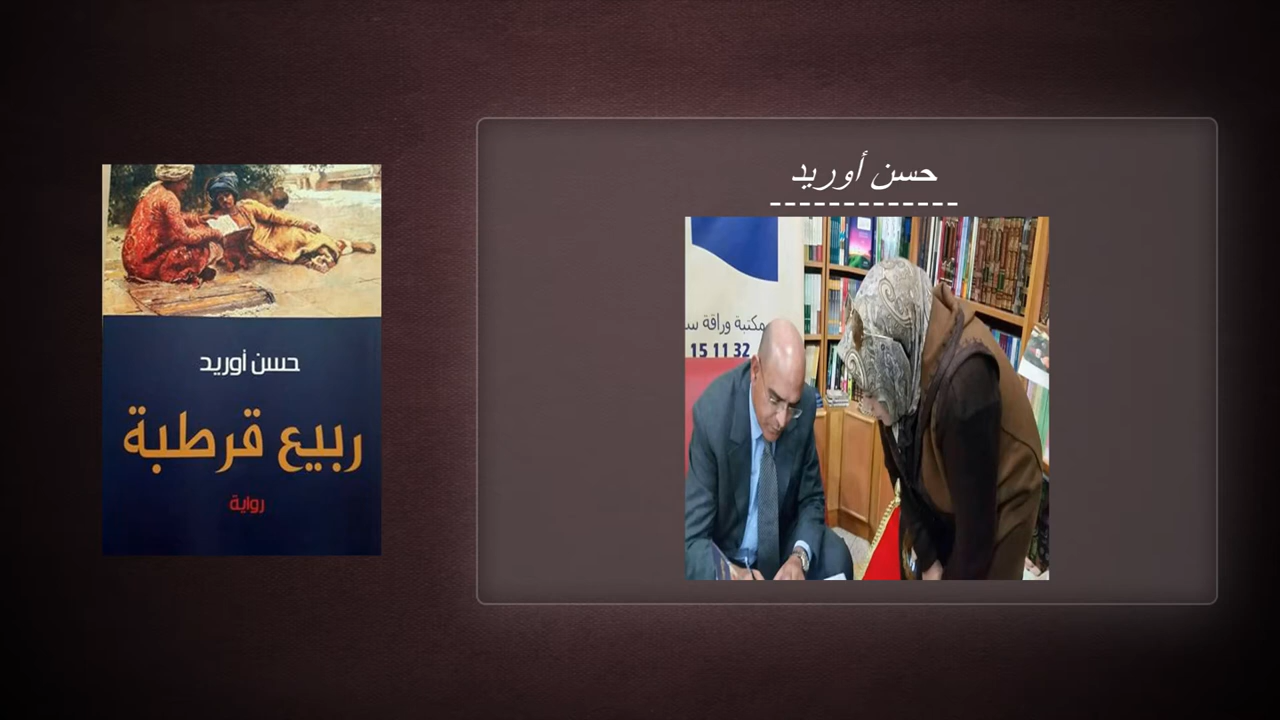 حسن أوريد
حسن أوريد
ربيع قرطبة
رواية
مكتبة وراقة
15 11 32